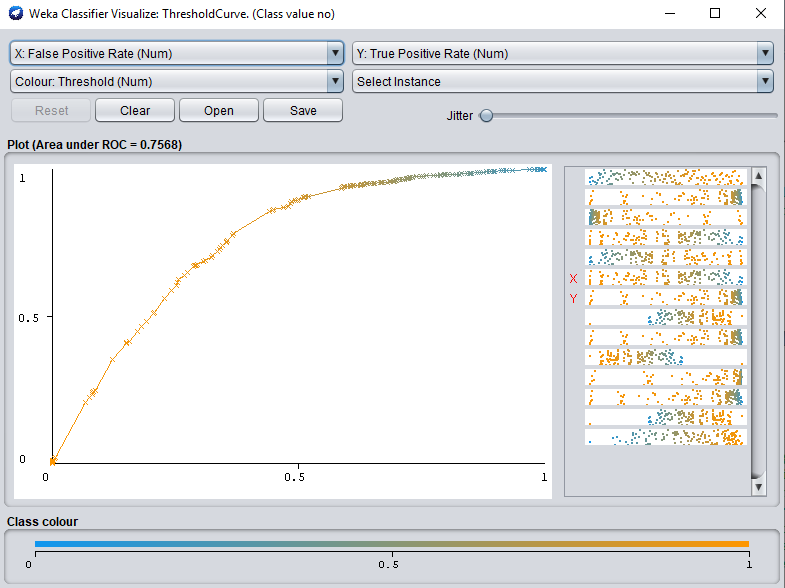 Weka Classifier Visualize: ThresholdCurve. (Class value no)
X: False Positive Rate (Num) Y: True Positive Rate (Num)
Colour: Threshold (Num) Select Instance
Reset Clear Open Save Jitter
Plot (Area under ROC = 0.7568)
1
0.5
0
0 0.5 1
X
Y
Class colour
0 0.5 1